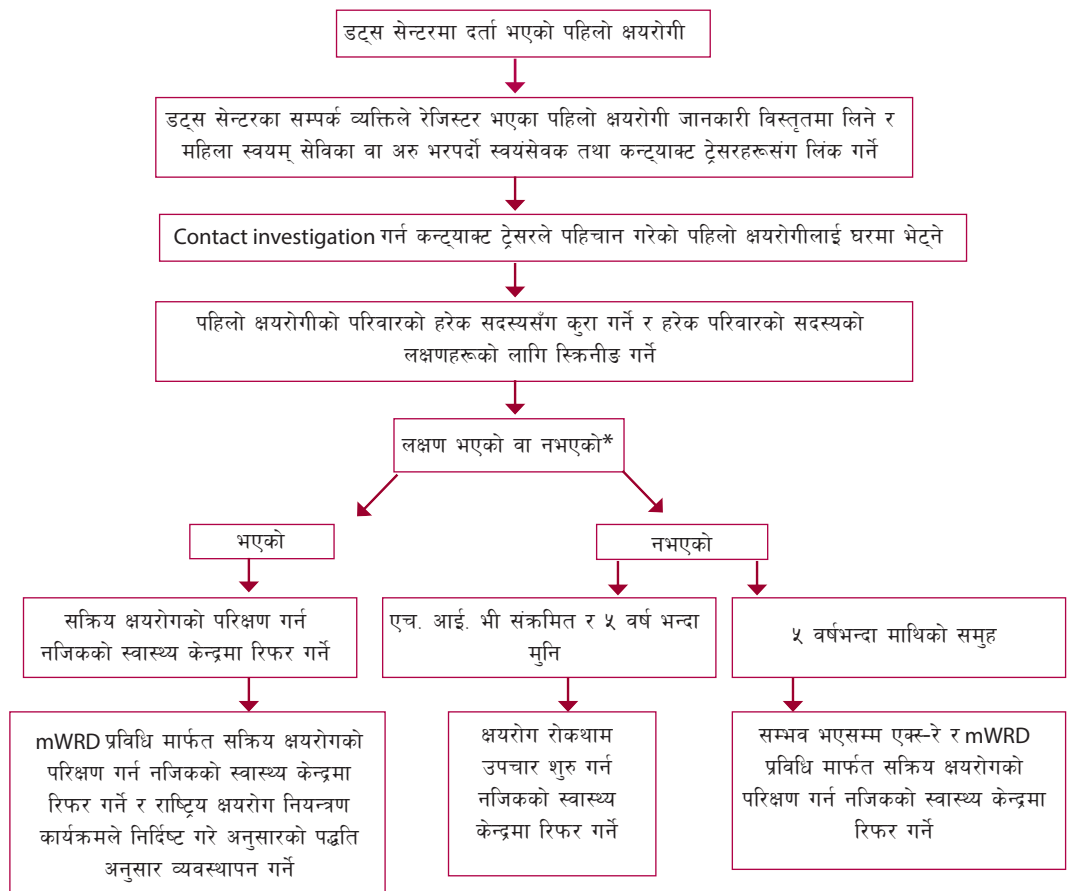 डट्स सेन्टरमा दर्ता भएको पहिलो क्षयरोगी
डट्स सेन्टरका सम्पर्क व्यक्तिले रेजिस्टर भएका पहिलो क्षयरोगी जानकारी विस्तृतमा लिने र
महिला स्वयम् सेविका वा अरु भरपर्दो स्वयंसेवक तथा कन्ट्याक्ट ट्रेसरहरूसंग लिंक गर्ने
Contact investigation गर्न कन्ट्याक्ट ट्रेसरले पहिचान गरेको पहिलो क्षयरोगीलाई घरमा भेट्ने
पहिलो क्षयरोगीको परिवारको हरेक सदस्यसँग कुरा गर्ने र हरेक परिवारको सदस्यको
लक्षणहरूको लागि स्क्रिनीङ गर्ने
लक्षण भएको वा नभएको*
भएको
नभएको
सक्रिय क्षयरोगको परिक्षण गर्न
नजिकको स्वास्थ्य केन्द्रमा रिफर गर्ने
एच. आई. भी संक्रमित र ५ वर्ष भन्दा
मुनि
५ वर्षभन्दा माथिको समुह
mWRD प्रविधि मार्फत सक्रिय क्षयरोगको
परिक्षण गर्न नजिकको स्वास्थ्य केन्द्रमा
रिफर गर्ने र राष्ट्रिय क्षयरोग नियन्त्रण
कार्यक्रमले निर्दिष्ट गरे अनुसारको पद्धति
अनुसार व्यवस्थापन गर्ने
क्षयरोग रोकथाम
उपचार शुरु गर्न
नजिकको स्वास्थ्य
केन्द्रमा रिफर गर्ने
सम्भव भएसम्म एक्स–रे र mWRD
प्रविधि मार्फत सक्रिय क्षयरोगको
परिक्षण गर्न नजिकको स्वास्थ्य केन्द्रमा
रिफर गर्ने